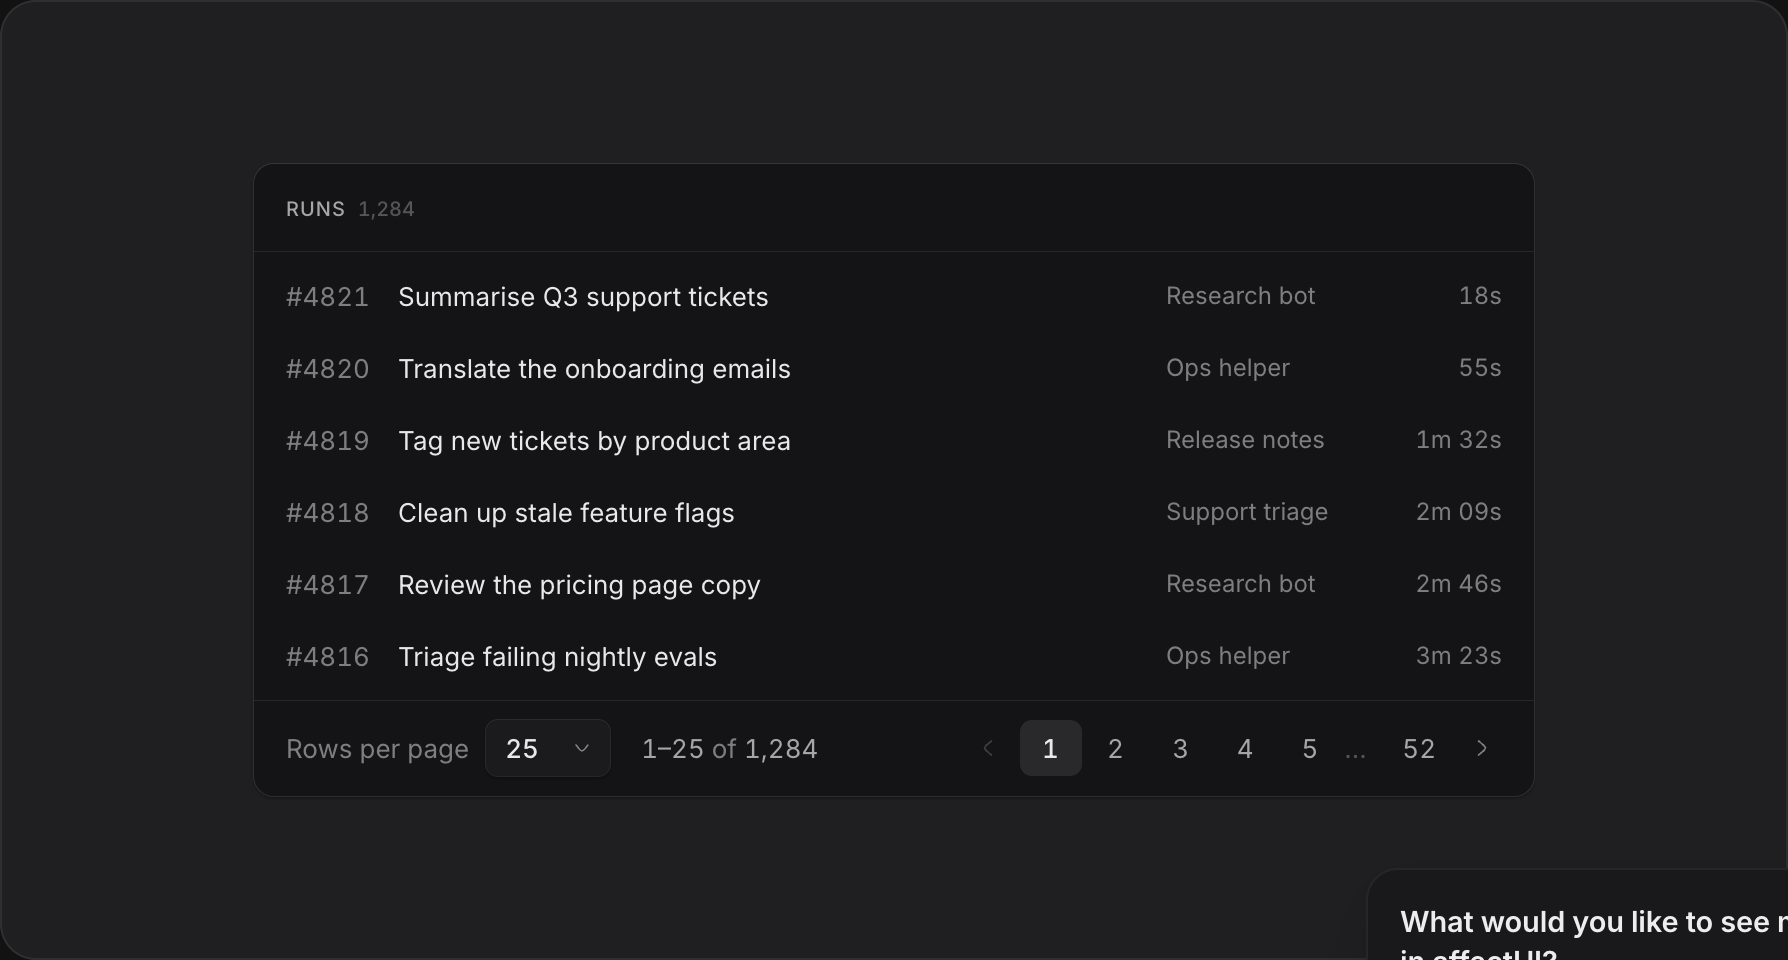 RUNS 1,284
#4821 Summarise Q3 support tickets Research bot 18s
#4820 Translate the onboarding emails Ops helper 55s
#4819 Tag new tickets by product area Release notes 1m 32s
#4818 Clean up stale feature flags Support triage 2m 09s
#4817 Review the pricing page copy Research bot 2m 46s
#4816 Triage failing nightly evals Ops helper 3m 23s
Rows per page 25 1–25 of 1,284 1 2 3 4 5 ... 52
What would you like to see
in affectUI?